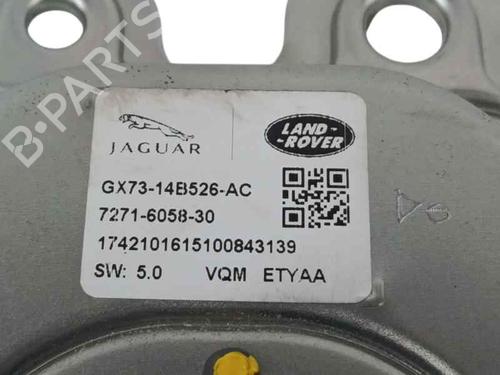 B-PARTS
JAGUAR
LAND-
-ROVER
GX73-14B526-AC
7271-6058-30
1742101615100843139
SW: 5.0 VQM ETYAA